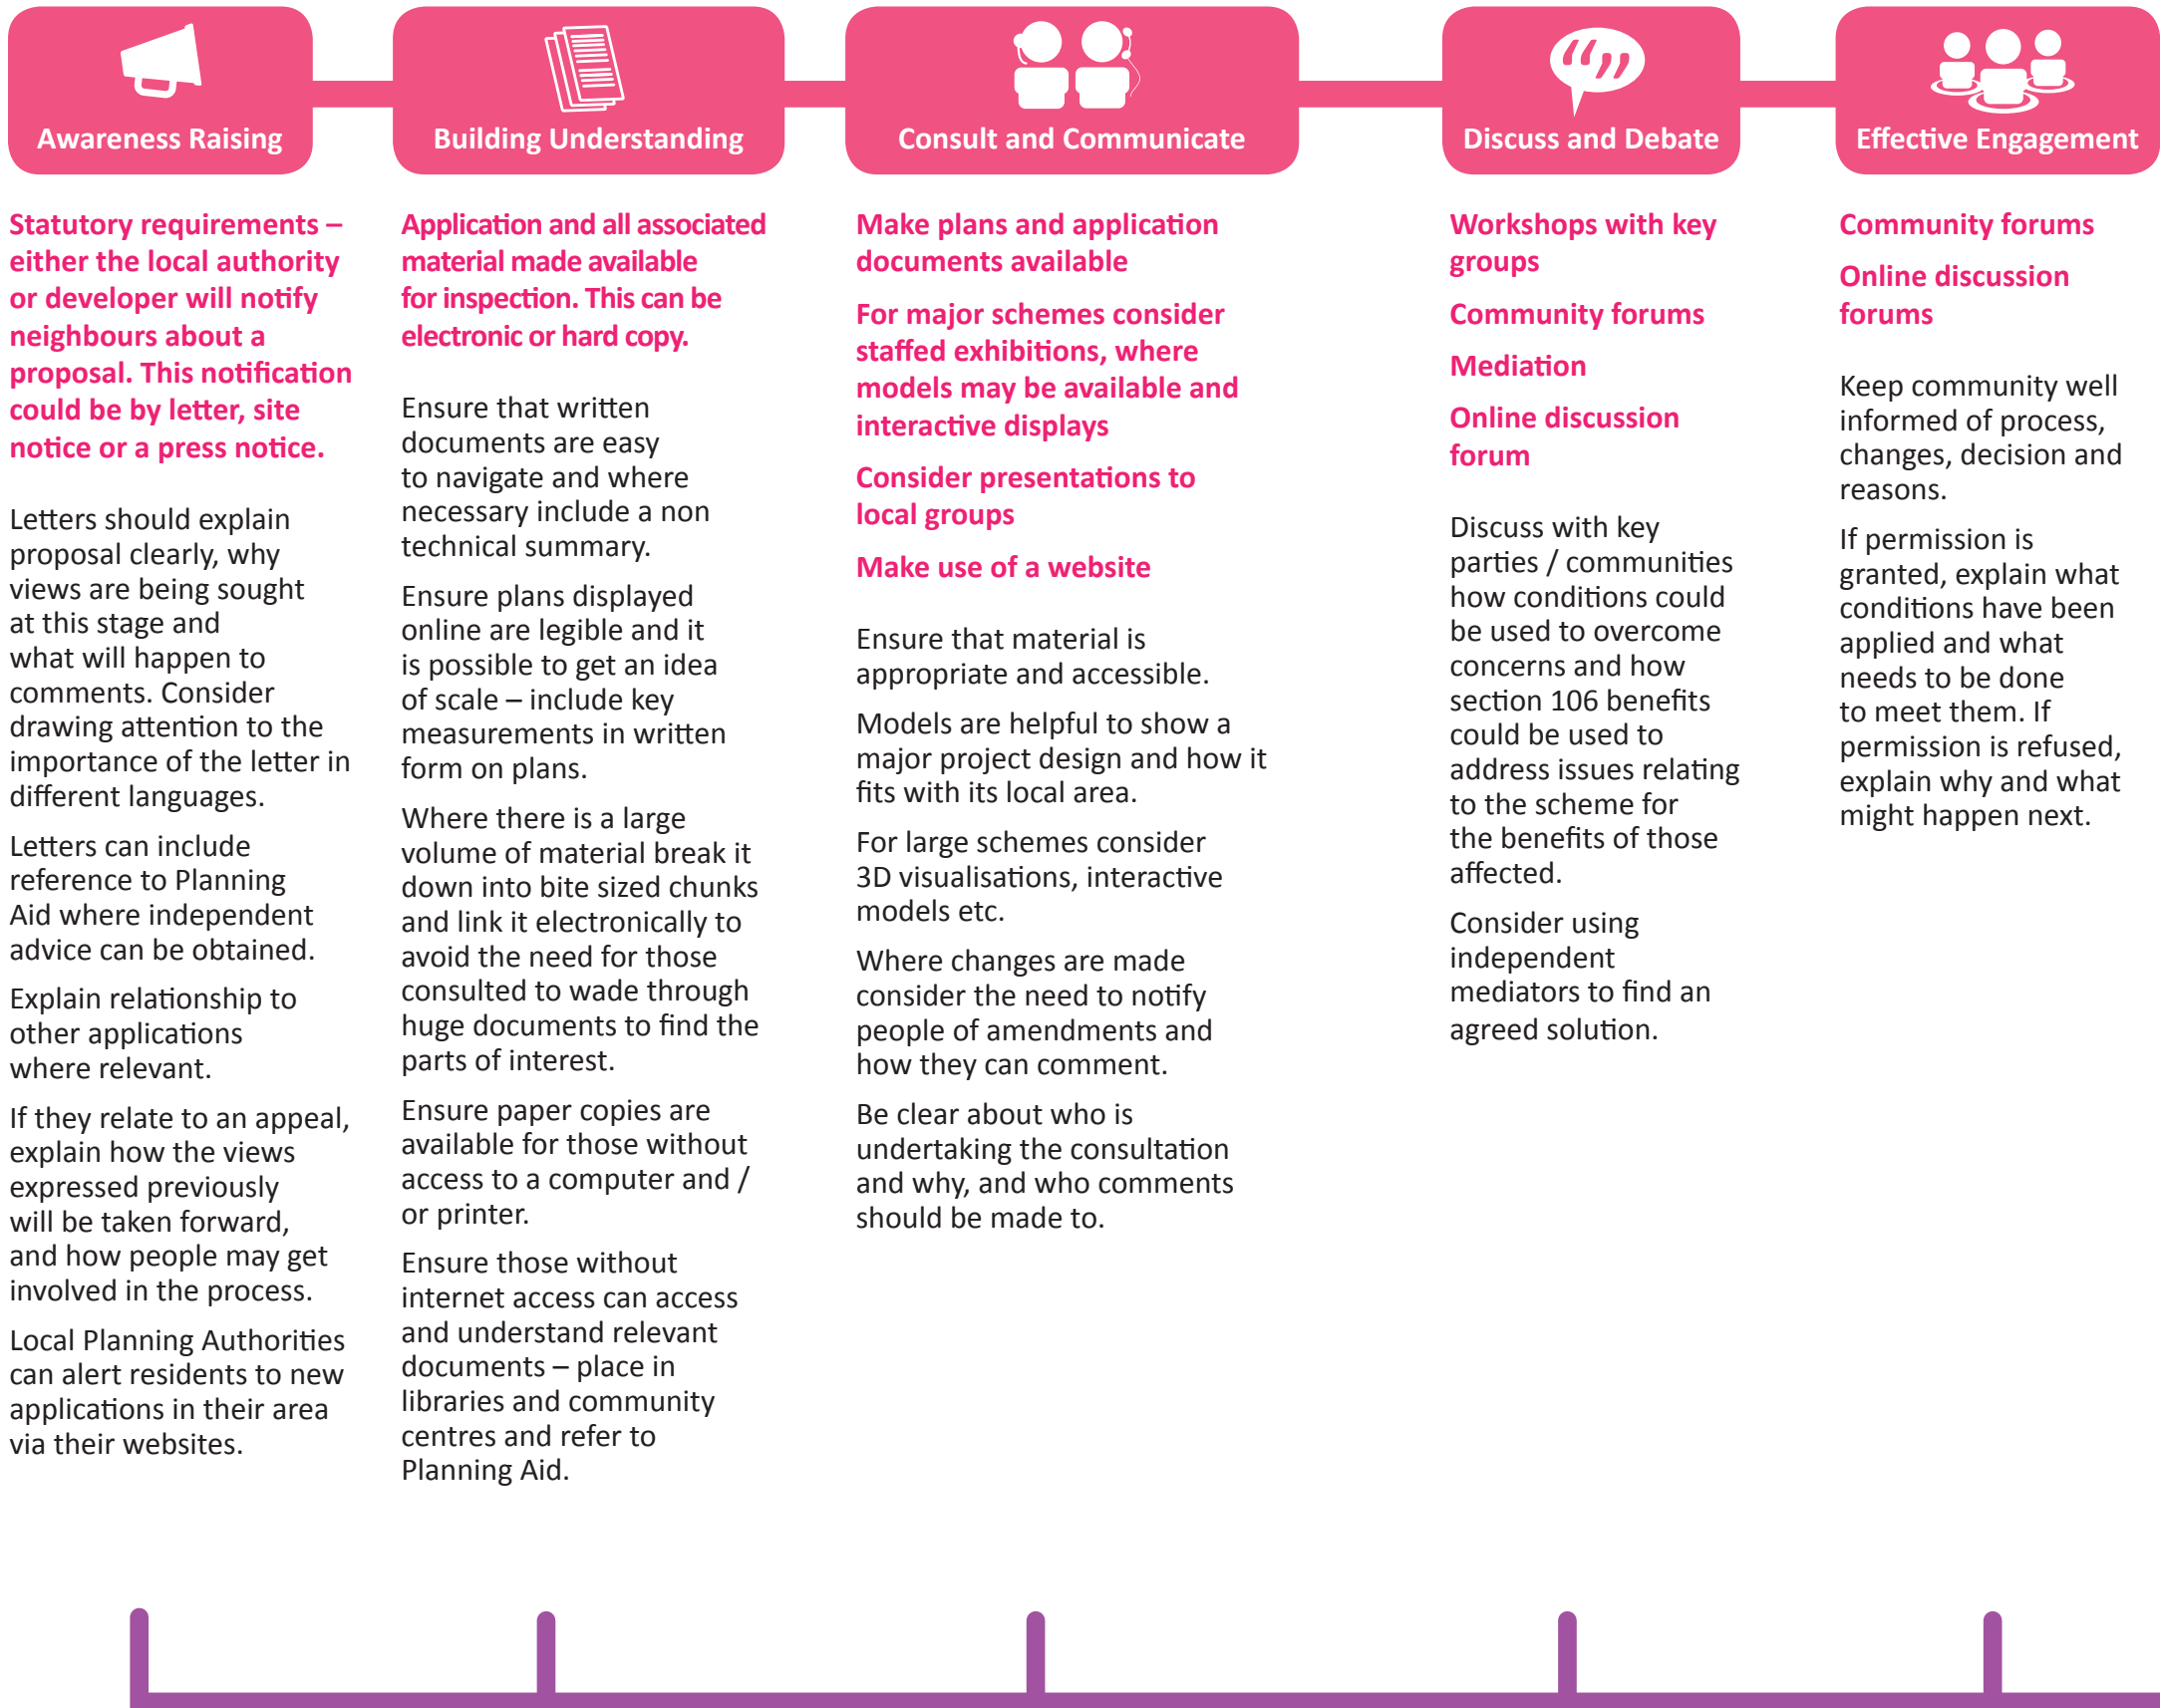 Awareness Raising
Statutory requirements –
either the local authority
or developer will notify
neighbours about a
proposal. This notification
could be by letter, site
notice or a press notice.
Letters should explain
proposal clearly, why
views are being sought
at this stage and
what will happen to
comments. Consider
drawing attention to the
importance of the letter in
different languages.
Letters can include
reference to Planning
Aid where independent
advice can be obtained.
Explain relationship to
other applications
where relevant.
If they relate to an appeal,
explain how the views
expressed previously
will be taken forward,
and how people may get
involved in the process.
Local Planning Authorities
can alert residents to new
applications in their area
via their websites.
Building Understanding
Application and all associated
material made available
for inspection. This can be
electronic or hard copy.
Ensure that written
documents are easy
to navigate and where
necessary include a non
technical summary.
Ensure plans displayed
online are legible and it
is possible to get an idea
of scale – include key
measurements in written
form on plans.
Where there is a large
volume of material break it
down into bite sized chunks
and link it electronically to
avoid the need for those
consulted to wade through
huge documents to find the
parts of interest.
Ensure paper copies are
available for those without
access to a computer and /
or printer.
Ensure those without
internet access can access
and understand relevant
documents – place in
libraries and community
centres and refer to
Planning Aid.
Consult and Communicate
Make plans and application
documents available
For major schemes consider
staffed exhibitions, where
models may be available and
interactive displays
Consider presentations to
local groups
Make use of a website
Ensure that material is
appropriate and accessible.
Models are helpful to show a
major project design and how it
fits with its local area.
For large schemes consider
3D visualisations, interactive
models etc.
Where changes are made
consider the need to notify
people of amendments and
how they can comment.
Be clear about who is
undertaking the consultation
and why, and who comments
should be made to.
Discuss and Debate
Workshops with key
groups
Community forums
Mediation
Online discussion
forum
Discuss with key
parties / communities
how conditions could
be used to overcome
concerns and how
section 106 benefits
could be used to
address issues relating
to the scheme for
the benefits of those
affected.
Consider using
independent
mediators to find an
agreed solution.
Effective Engagement
Community forums
Online discussion
forums
Keep community well
informed of process,
changes, decision and
reasons.
If permission is
granted, explain what
conditions have been
applied and what
needs to be done
to meet them. If
permission is refused,
explain why and what
might happen next.